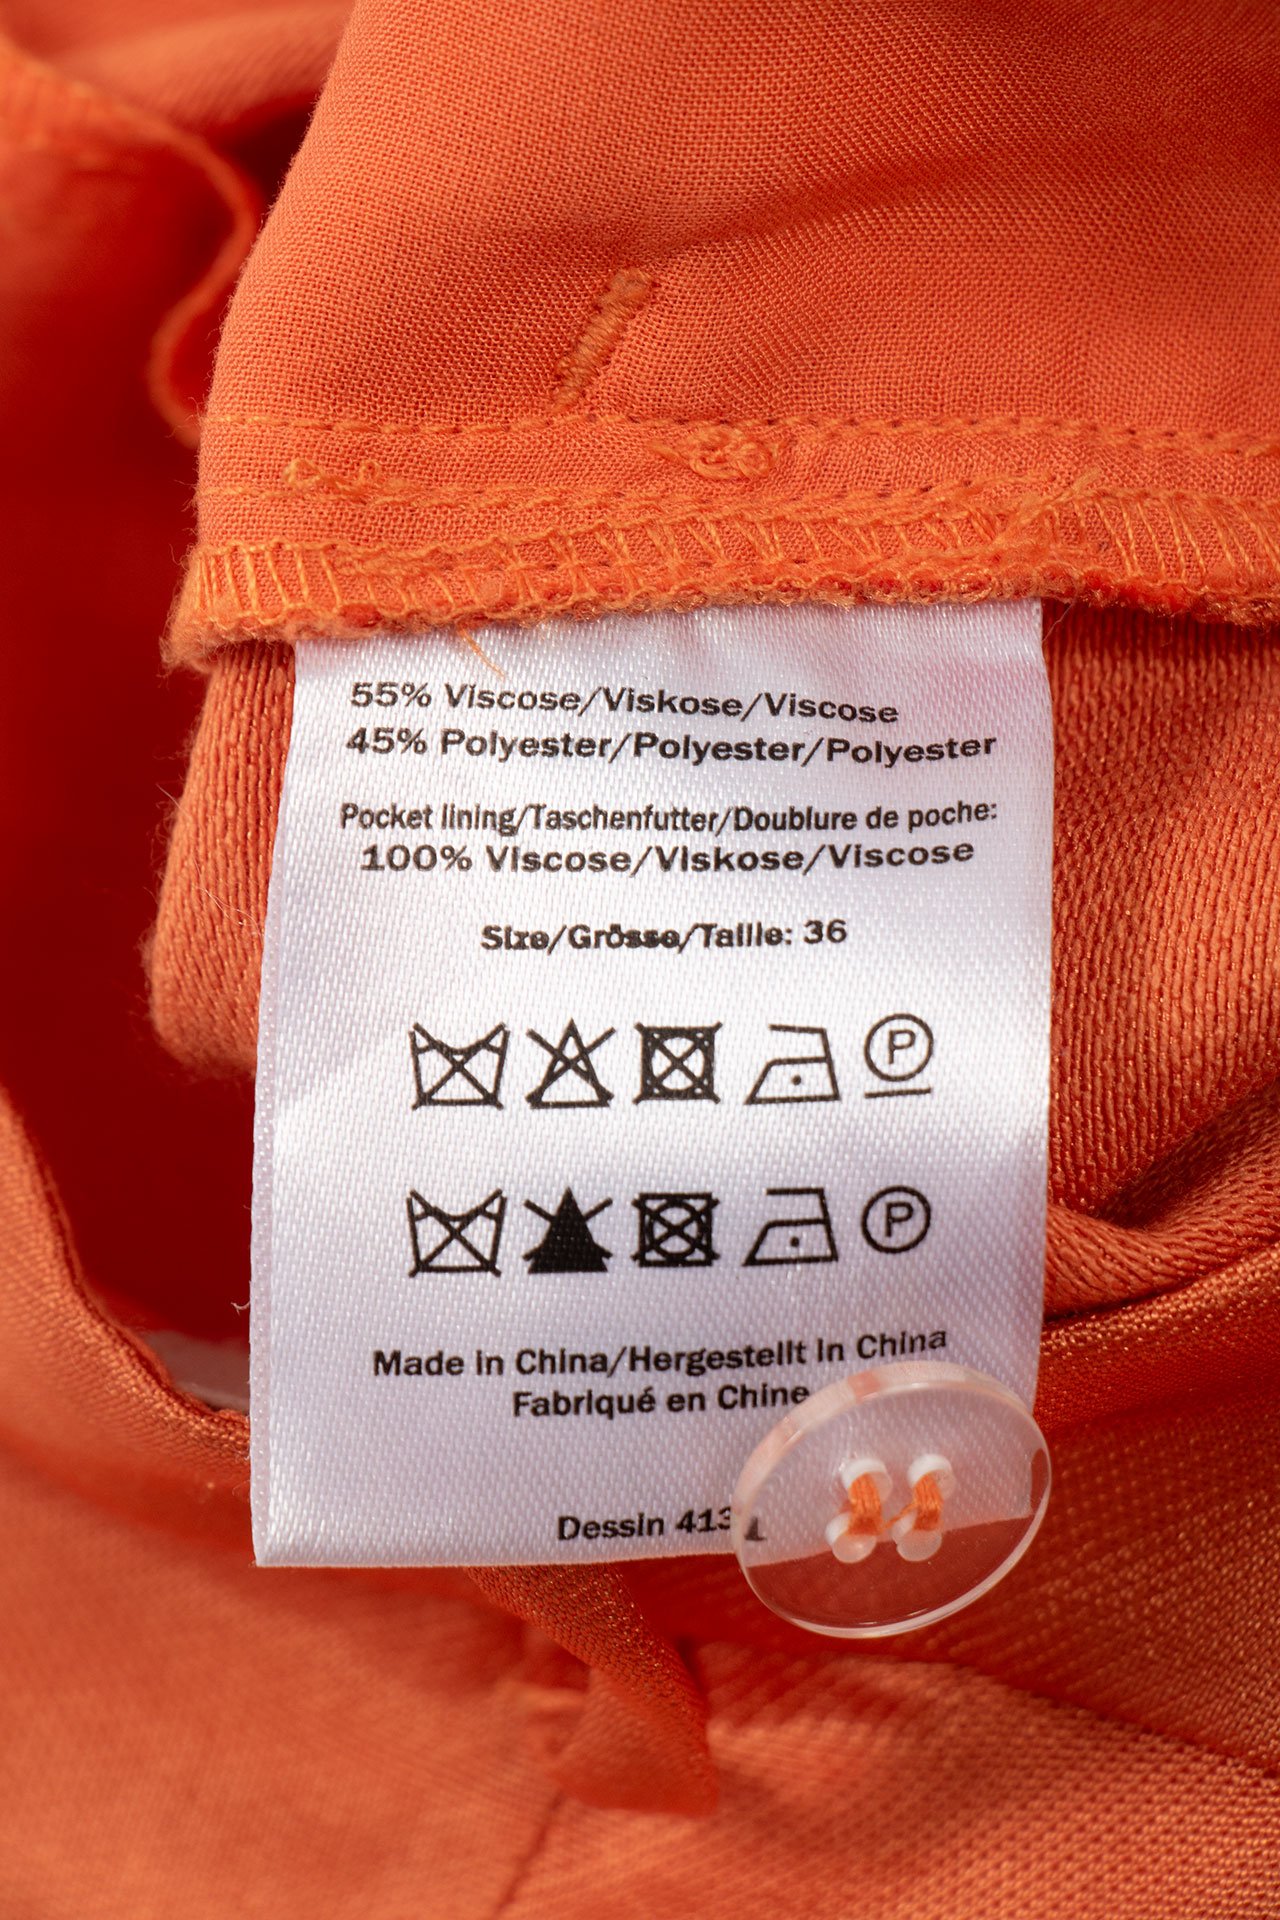 55% Viscose/Viskose/Viscose
45% Polyester/Polyester/Polyester
Pocket lining/Taschenfutter/Doublure de poche:
100% Viscose/Viskose/Viscose
Size/Grösse/Taille: 36
P
P
Made in China/Hergestellt in China
Fabriqué en Chine
Dessin